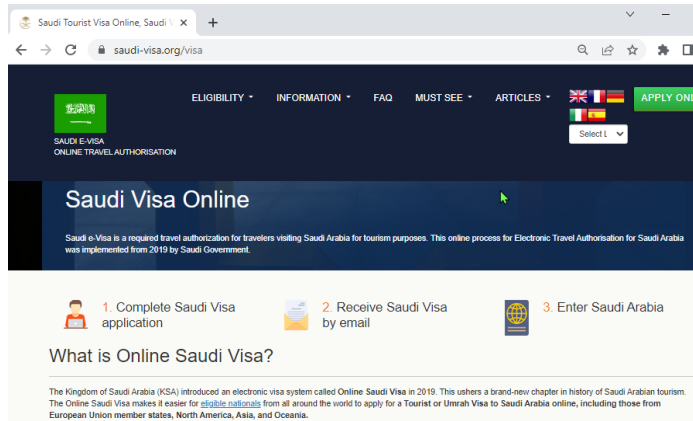 Saudi Tourist Visa Online, Saudi
saudi-visa.org/visa
ELIGIBILITY
INFORMATION
FAQ
MUST SEE
ARTICLES
APPLY ONL
Select L
SAUDI E-VISA
ONLINE TRAVEL AUTHORISATION
Saudi Visa Online
Saudi e-Visa is a required travel authorization for travelers visiting Saudi Arabia for tourism purposes. This online process for Electronic Travel Authorisation for Saudi Arabia
was implemented from 2019 by Saudi Government.
1. Complete Saudi Visa
application
2. Receive Saudi Visa
by email
3. Enter Saudi Arabia
What is Online Saudi Visa?
The Kingdom of Saudi Arabia (KSA) introduced an electronic visa system called Online Saudi Visa in 2019. This ushers a brand-new chapter in history of Saudi Arabian tourism.
The Online Saudi Visa makes it easier for eligible nationals from all around the world to apply for a Tourist or Umrah Visa to Saudi Arabia online, including those from
European Union member states, North America, Asia, and Oceania.